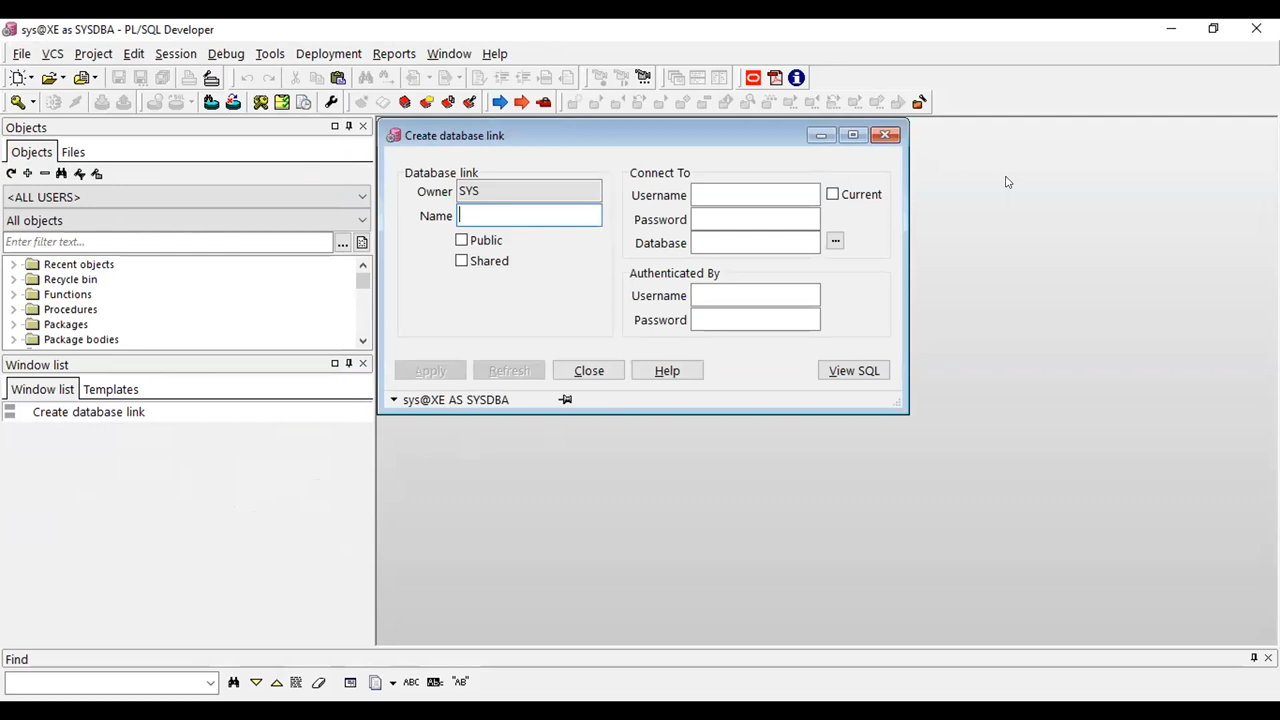 sys@XE as SYSDBA - PL/SQL Developer
File VCS Project Edit Session Debug Tools Deployment Reports Window Help
Objects
Objects Files
<ALL USERS>
All objects
Enter filter text...
...
Recent objects
Recycle bin
Functions
Procedures
Packages
Package bodies
Window list
Window list Templates
Create database link
Create database link
Database link
Owner SYS
Name
Public
Shared
Connect To
Username
Current
Password
Database
...
Authenticated By
Username
Password
Apply Refresh Close Help View SQL
sys@XE AS SYSDBA
Find
ABC
"AB"